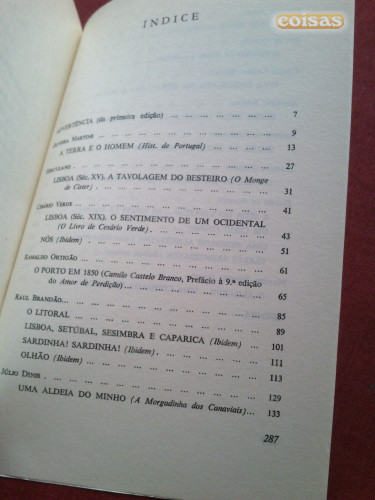 coisas
ÍNDICE
ADVERTÊNCIA (da primeira edição) ... 7
OLIVEIRA MARTINS ... 9
A TERRA E O HOMEM (Hist. de Portugal) ... 13
HERCULANO ... 27
LISBOA (Séc. XV). A TAVOLAGEM DO BESTEIRO (O Monge
de Cister) ... 31
CESÁRIO VERDE ... 41
LISBOA (Séc. XIX). O SENTIMENTO DE UM OCIDENTAL
(O Livro de Cesário Verde) ... 43
NÓS (Ibidem) ... 51
RAMALHO ORTIGÃO ... 61
O PORTO EM 1850 (Camilo Castelo Branco, Prefácio à 9.ª edição
do Amor de Perdição) ... 65
RAUL BRANDÃO ... 85
O LITORAL ... 89
LISBOA, SETÚBAL, SESIMBRA E CAPARICA (Ibidem) ... 101
SARDINHA! SARDINHA! (Ibidem) ... 111
OLHÃO (Ibidem) ... 113
JÚLIO DINIS ... 129
UMA ALDEIA DO MINHO (A Morgadinha dos Canaviais) ... 133
287